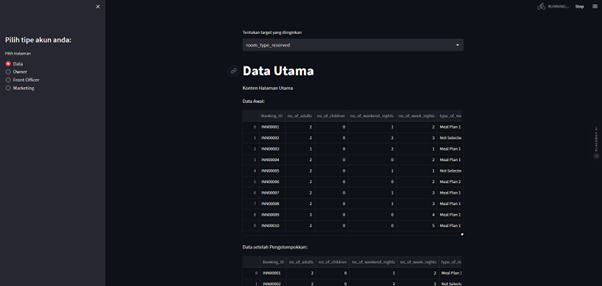 RUNNING...
Stop
Pilih tipe akun anda:
Pilih Halaman
Data
Owner
Front Officer
Marketing
Tentukan target yang diinginkan
room_type_reserved
Data Utama
Konten Halaman Utama
Data Awal:
Booking_ID no_of_adults no_of_children no_of_weekend_nights no_of_week_nights type_of_m
0 INN00001 2 0 1 2 Meal Plan 1
1 INN00002 2 0 2 3 Not Selecte
2 INN00003 1 0 2 1 Meal Plan 1
3 INN00004 2 0 0 2 Meal Plan 1
4 INN00005 2 0 1 1 Not Selecte
5 INN00006 2 0 0 2 Meal Plan 2
6 INN00007 2 0 1 3 Meal Plan 1
7 INN00008 2 0 1 3 Meal Plan 1
8 INN00009 3 0 0 4 Meal Plan 1
9 INN00010 2 0 0 5 Meal Plan 1
Data setelah Pengelompokkan:
Booking_ID no_of_adults no_of_children no_of_weekend_nights no_of_week_nights type_of_m
0 INN00001 2 0 1 2 Meal Plan 1
1 INN00002 2 0 2 3 Not Selecte